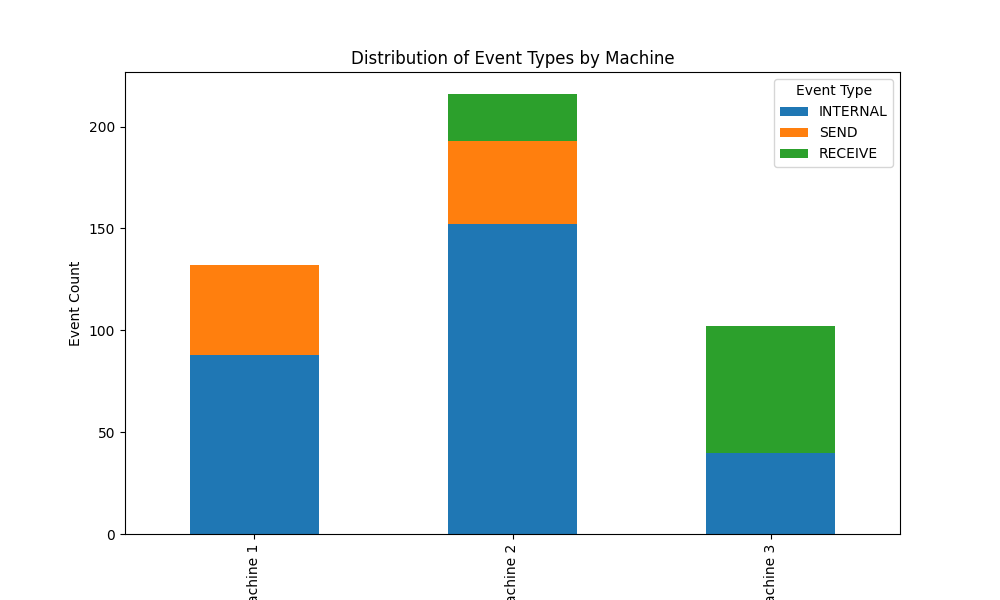 Distribution of Event Types by Machine
Event Type
INTERNAL
SEND
RECEIVE
Event Count
200
150
100
50
0
achine 1
achine 2
achine 3